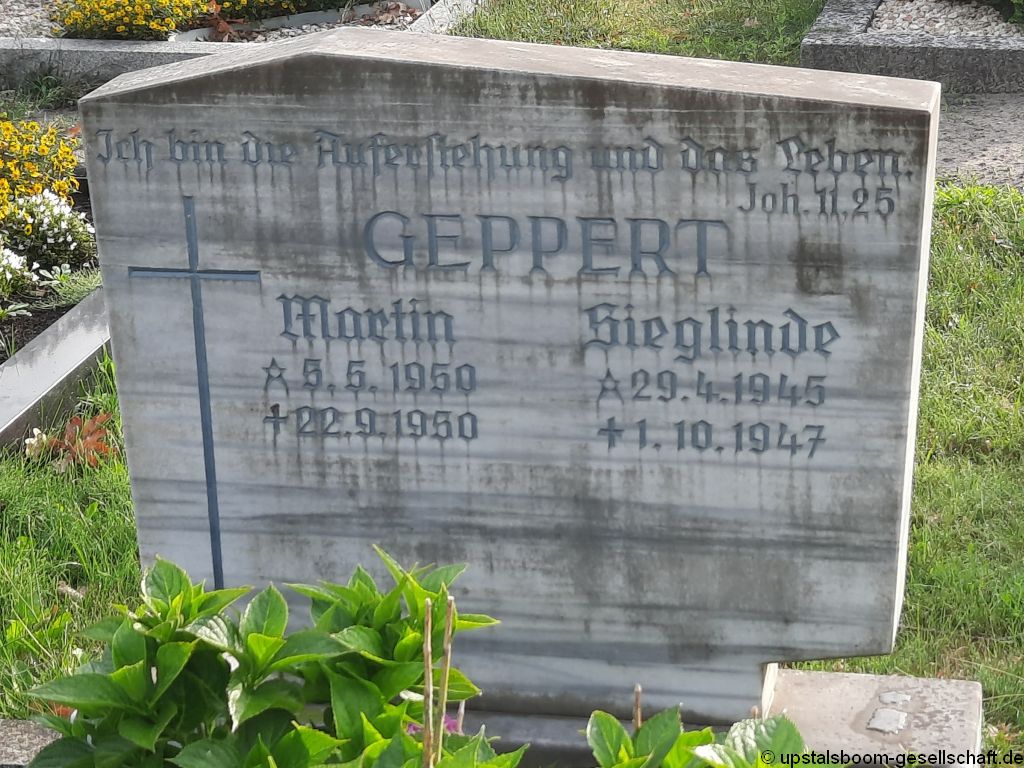 Ich bin die Auferstehung und das Leben.
Joh. 11,25
GEPPERT
Martin
5. 5. 1950
+ 22. 9. 1950
Sieglinde
29. 4. 1945
+ 1. 10. 1947
© upstalsboom-gesellschaft.de